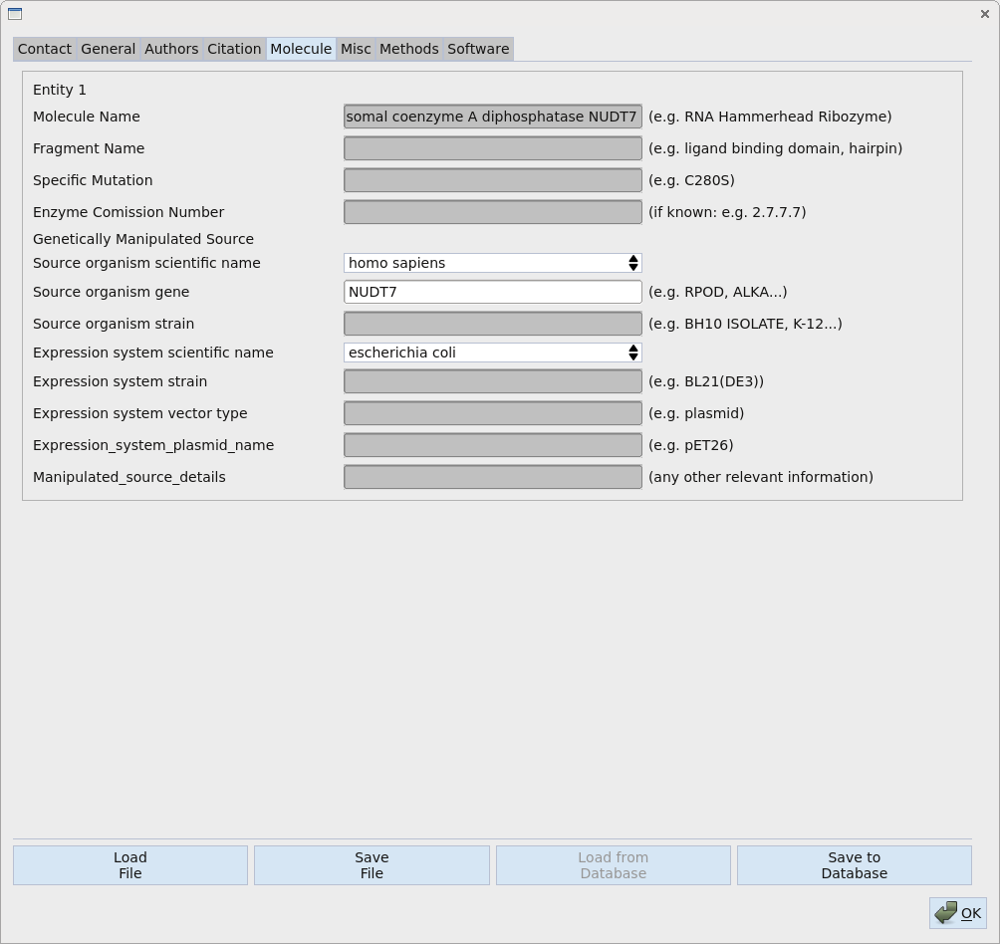 Contact General Authors Citation Molecule Misc Methods Software
Entity 1
Molecule Name somal coenzyme A diphosphatase NUDT7 (e.g. RNA Hammerhead Ribozyme)
Fragment Name (e.g. ligand binding domain, hairpin)
Specific Mutation (e.g. C280S)
Enzyme Comission Number (if known: e.g. 2.7.7.7)
Genetically Manipulated Source
Source organism scientific name homo sapiens
Source organism gene NUDT7 (e.g. RPOD, ALKA...)
Source organism strain (e.g. BH10 ISOLATE, K-12...)
Expression system scientific name escherichia coli
Expression system strain (e.g. BL21(DE3))
Expression system vector type (e.g. plasmid)
Expression_system_plasmid_name (e.g. pET26)
Manipulated_source_details (any other relevant information)
Load File
Save File
Load from Database
Save to Database
OK